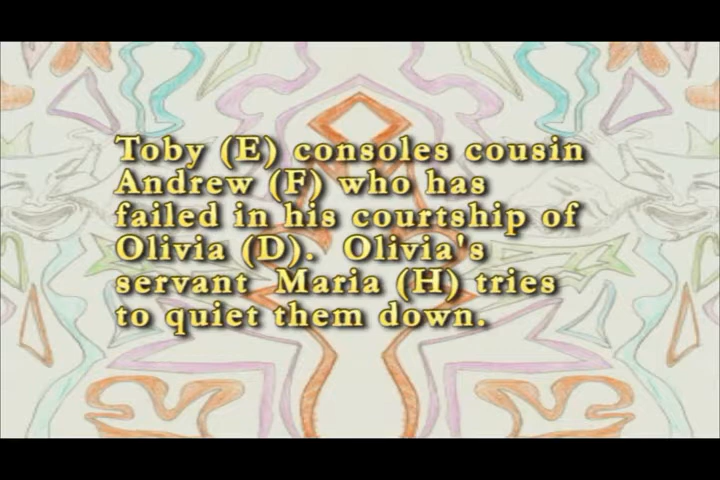 Toby (E) consoles cousin
Andrew (F) who has
failed in his courtship of
Olivia (D). Olivia's
servant Maria (H) tries
to quiet them down.